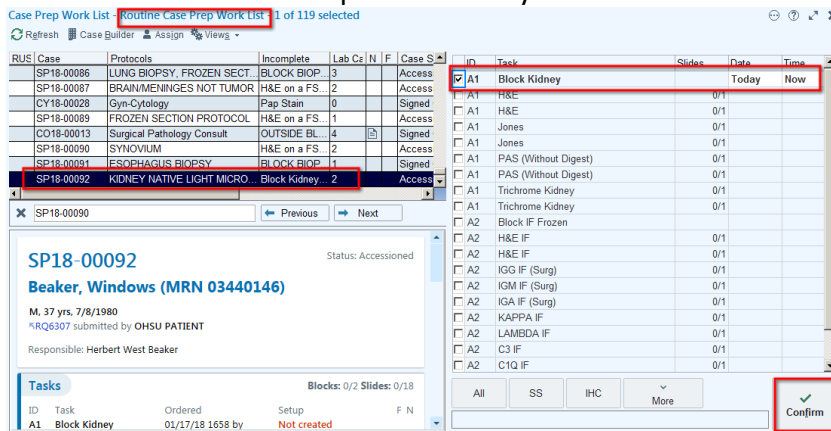 Case Prep Work List - Routine Case Prep Work List - 1 of 119 selected
Refresh Case Builder Assign Views
RUS Case Protocols Incomplete Lab Ca N F Case S
SP18-00086 LUNG BIOPSY, FROZEN SECT... BLOCK BIOP... 3 Access
SP18-00087 BRAIN/MENINGES NOT TUMOR H&E on a FS... 2 Access
CY18-00028 Gyn-Cytology Pap Stain 0 Signed
SP18-00089 FROZEN SECTION PROTOCOL H&E on a FS... 1 Access
CO18-00013 Surgical Pathology Consult OUTSIDE BL... 4 Signed
SP18-00090 SYNOVIUM H&E on a FS... 2 Access
SP18-00091 ESOPHAGUS BIOPSY BLOCK BIOP 1 Signed
SP18-00092 KIDNEY NATIVE LIGHT MICRO... Block Kidney... 2 Access
SP18-00090 Previous Next
SP18-00092 Status: Accessioned
Beaker, Windows (MRN 03440146)
M, 37 yrs, 7/8/1980
RQ6307 submitted by OHSU PATIENT
Responsible: Herbert West Beaker
Tasks Blocks: 0/2 Slides: 0/18
ID Task Ordered Setup F N
A1 Block Kidney 01/17/18 1658 by Not created
ID Task Slides Date Time
A1 Block Kidney Today Now
A1 H&E 0/1
A1 H&E 0/1
A1 Jones 0/1
A1 Jones 0/1
A1 PAS (Without Digest) 0/1
A1 PAS (Without Digest) 0/1
A1 Trichrome Kidney 0/1
A1 Trichrome Kidney 0/1
A2 Block IF Frozen
A2 H&E IF 0/1
A2 H&E IF 0/1
A2 IGG IF (Surg) 0/1
A2 IGM IF (Surg) 0/1
A2 IGA IF (Surg) 0/1
A2 KAPPA IF 0/1
A2 LAMBDA IF 0/1
A2 C3 IF 0/1
A2 C1Q IF 0/1
All SS IHC More
Confirm